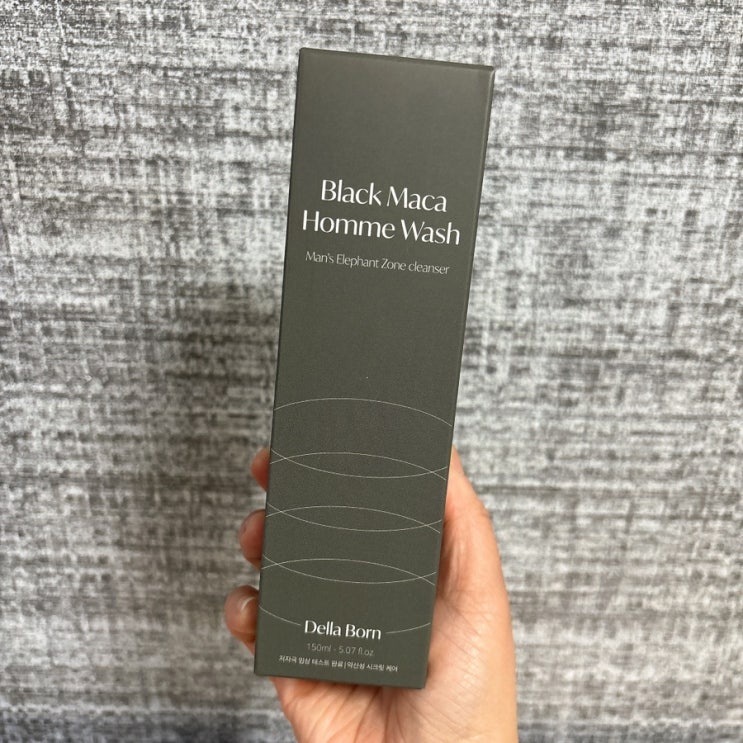 Black Maca
Homme Wash
Man's Elephant Zone cleanser
Della Born
150ml - 5.07 fl.oz
저자극 임상 테스트 완료 | 약산성 시크릿 케어